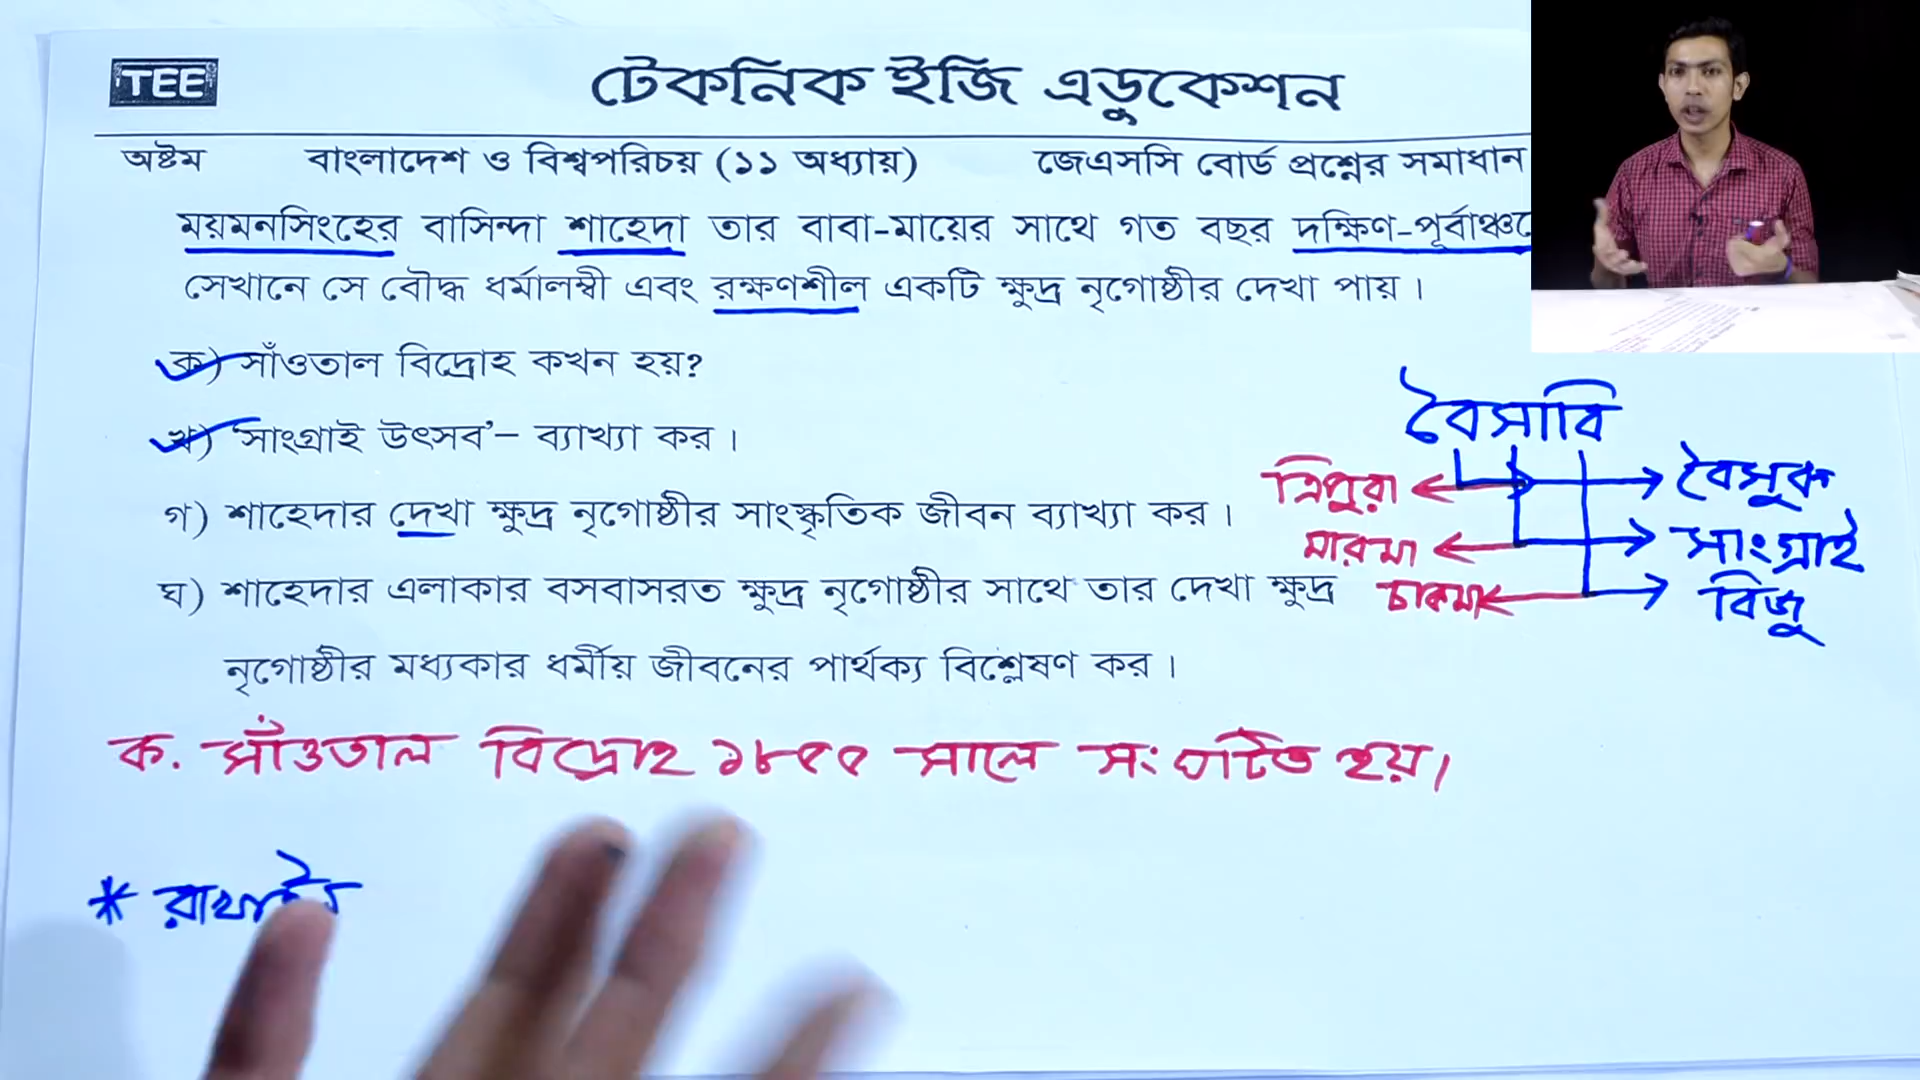 TEE
টেকনিক ইজি এডুকেশন
অষ্টম বাংলাদেশ ও বিশ্বপরিচয় (১১ অধ্যায়) জেএসসি বোর্ড প্রশ্নের সমাধান
ময়মনসিংহের বাসিন্দা শাহেদা তার বাবা-মায়ের সাথে গত বছর দক্ষিণ-পূর্বাঞ্চলে
সেখানে সে বৌদ্ধ ধর্মালম্বী এবং রক্ষণশীল একটি ক্ষুদ্র নৃগোষ্ঠীর দেখা পায়।
ক) সাঁওতাল বিদ্রোহ কখন হয়?
খ) 'সাংগ্রাই উৎসব'– ব্যাখ্যা কর।
গ) শাহেদার দেখা ক্ষুদ্র নৃগোষ্ঠীর সাংস্কৃতিক জীবন ব্যাখ্যা কর।
ঘ) শাহেদার এলাকার বসবাসরত ক্ষুদ্র নৃগোষ্ঠীর সাথে তার দেখা ক্ষুদ্র
নৃগোষ্ঠীর মধ্যকার ধর্মীয় জীবনের পার্থক্য বিশ্লেষণ কর।
বৈসাবি
ত্রিপুরা বৈসুক
মারমা সাংগ্রাই
চাকমা বিজু
ক. সাঁওতাল বিদ্রোহ ১৮৫৫ সালে সংঘটিত হয়।
*